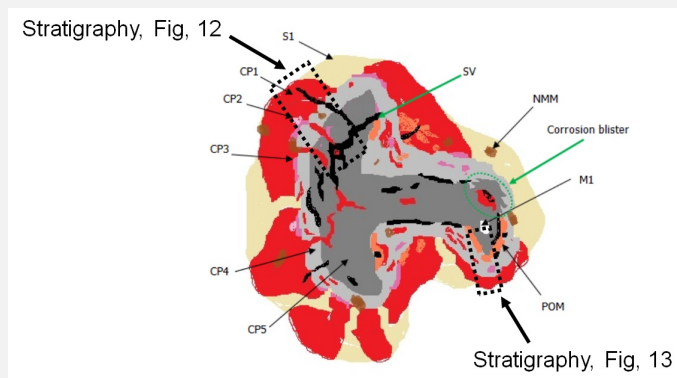 Stratigraphy, Fig, 12
S1
CP1
SV
CP2
NMM
CP3
Corrosion blister
M1
CP4
POM
CP5
Stratigraphy, Fig, 13